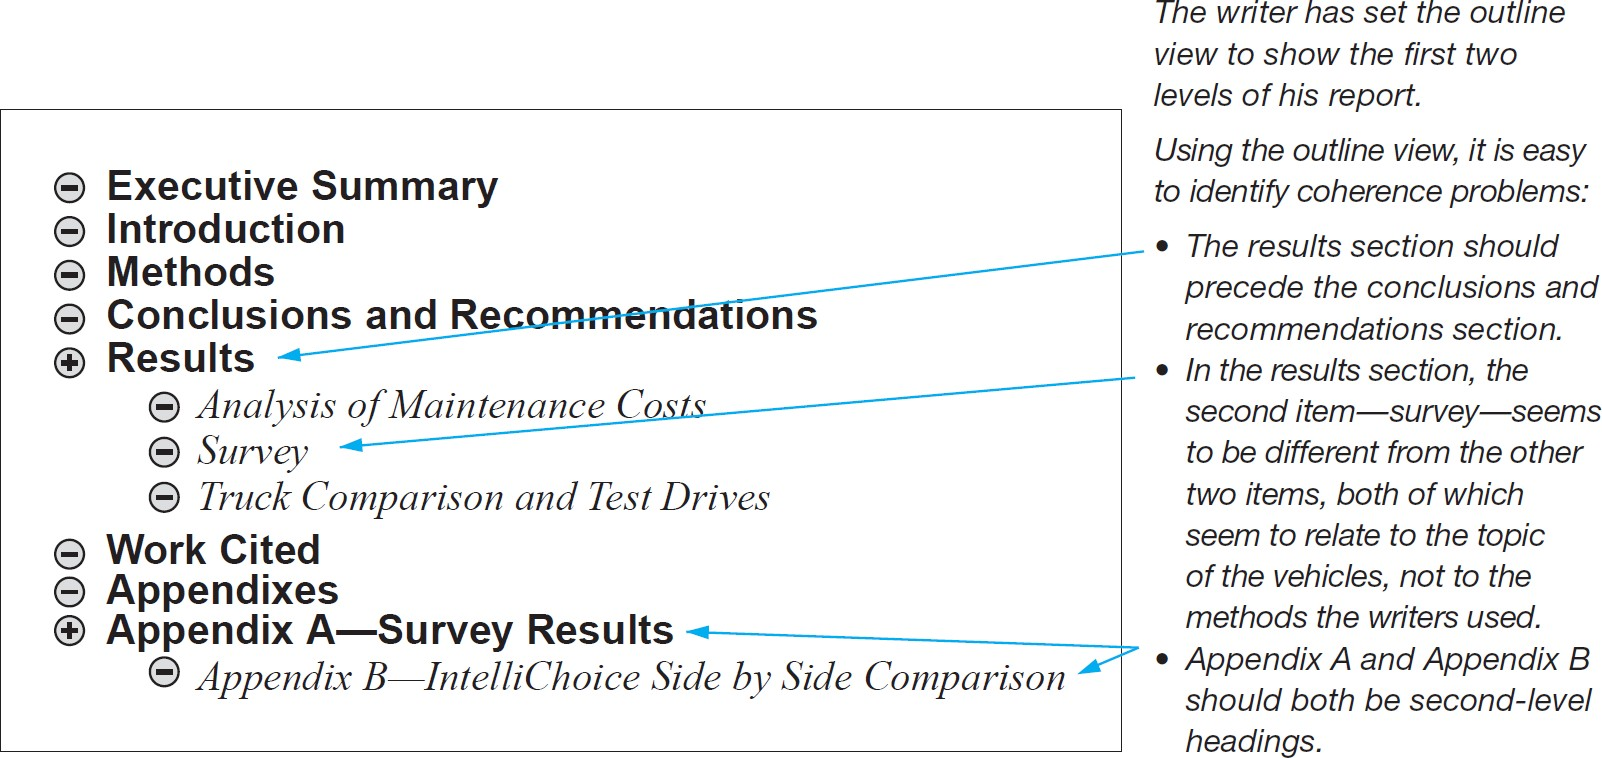 The writer has set the outline
view to show the first two
levels of his report.
Using the outline view, it is easy
to identify coherence problems:
• The results section should
precede the conclusions and
recommendations section.
• In the results section, the
second item—survey—seems
to be different from the other
two items, both of which
seem to relate to the topic
of the vehicles, not to the
methods the writers used.
• Appendix A and Appendix B
should both be second-level
headings.
Executive Summary
Introduction
Methods
Conclusions and Recommendations
Results
Analysis of Maintenance Costs
Survey
Truck Comparison and Test Drives
Work Cited
Appendixes
Appendix A—Survey Results
Appendix B—IntelliChoice Side by Side Comparison